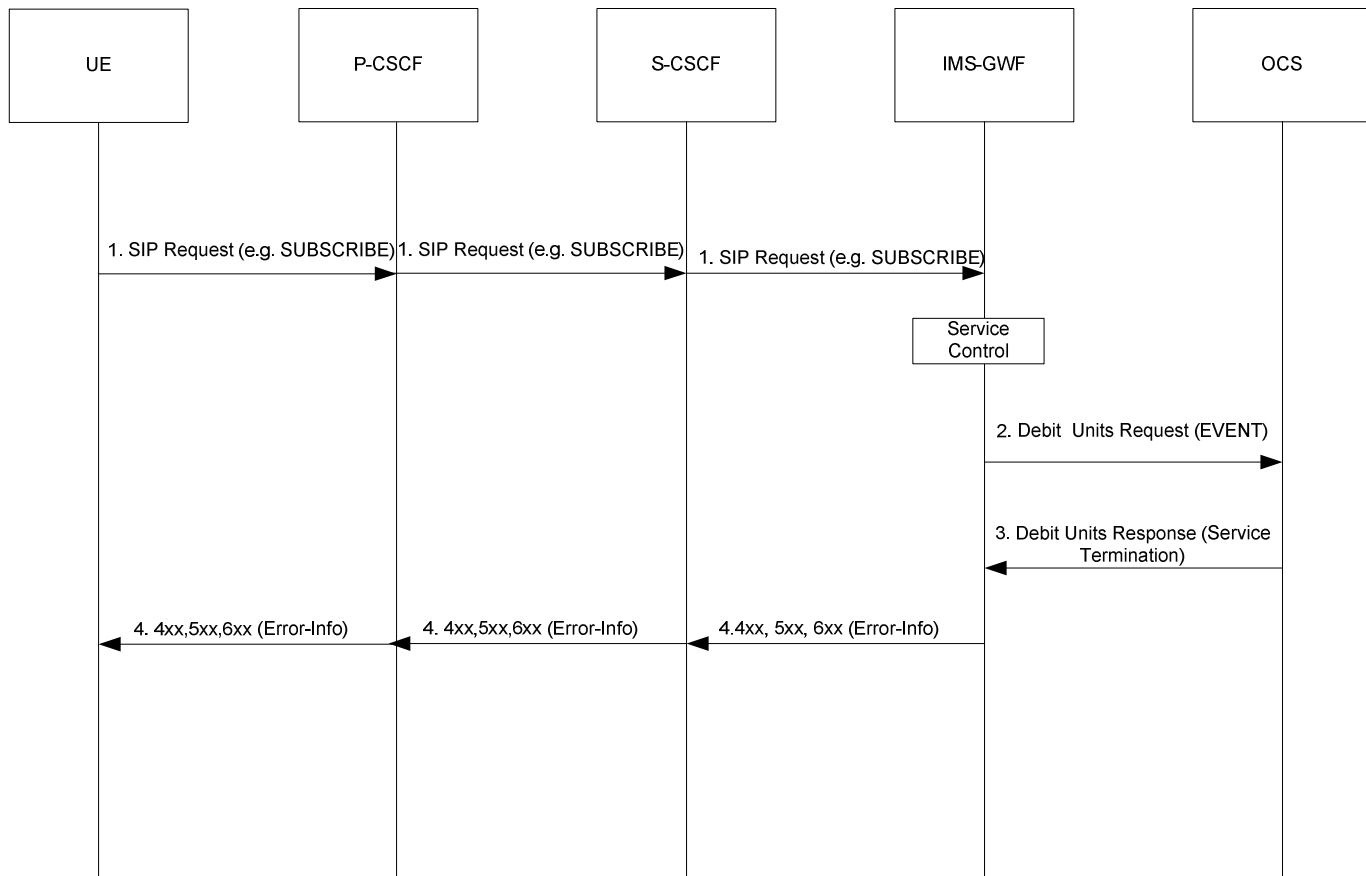 UE
P-CSCF
S-CSCF
IMS-GWF
OCS
1. SIP Request (e.g. SUBSCRIBE)
1. SIP Request (e.g. SUBSCRIBE)
1. SIP Request (e.g. SUBSCRIBE)
Service
Control
2. Debit Units Request (EVENT)
3. Debit Units Response (Service
Termination)
4. 4xx,5xx,6xx (Error-Info)
4. 4xx,5xx,6xx (Error-Info)
4.4xx, 5xx, 6xx (Error-Info)